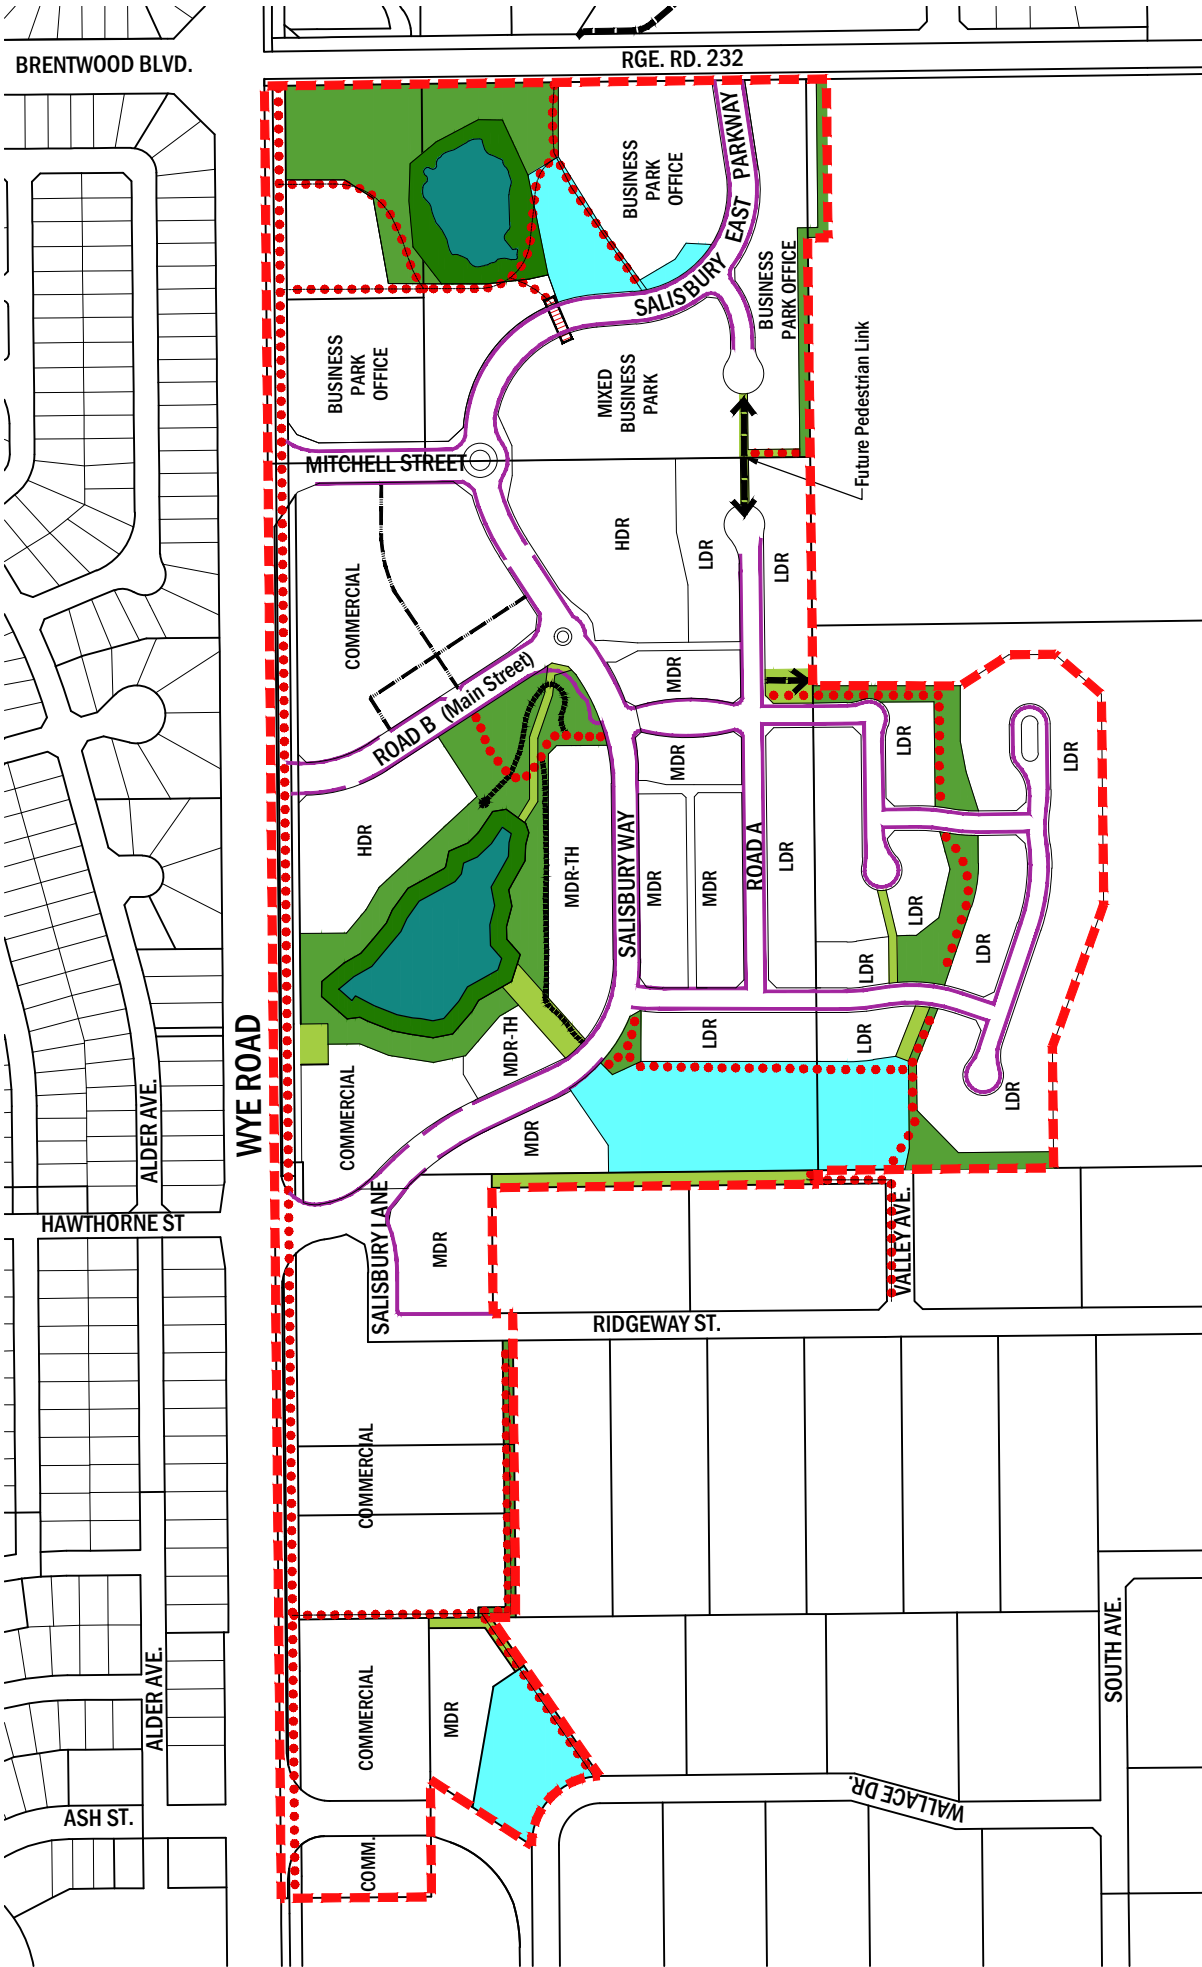 BRENTWOOD BLVD.
RGE. RD. 232
BUSINESS
PARK
OFFICE
SALISBURY EAST PARKWAY
BUSINESS
PARK OFFICE
BUSINESS
PARK
OFFICE
MIXED
BUSINESS
PARK
Future Pedestrian Link
MITCHELL STREET
COMMERCIAL
HDR
LDR
LDR
ROAD B (Main Street)
MDR
MDR
LDR
LDR
HDR
MDR-TH
SALISBURY WAY
MDR
MDR
ROAD A
LDR
LDR
LDR
LDR
WYE ROAD
ALDER AVE.
COMMERCIAL
MDR-TH
LDR
LDR
LDR
MDR
HAWTHORNE ST
SALISBURY LANE
MDR
VALLEY AVE.
RIDGEWAY ST.
COMMERCIAL
ALDER AVE.
COMMERCIAL
MDR
SOUTH AVE.
WALLACE DR.
ASH ST.
COMM.